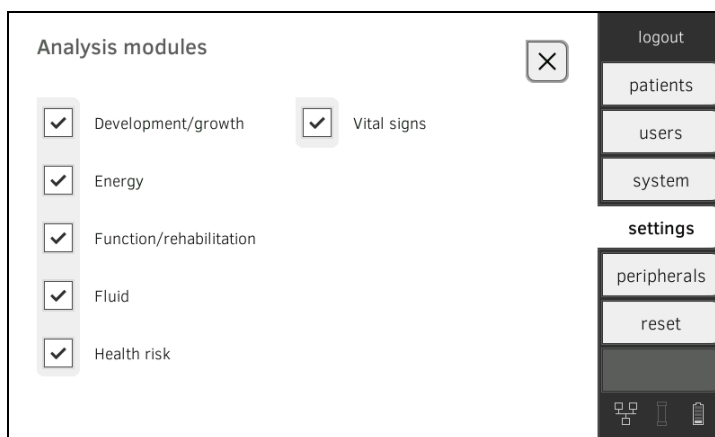 Analysis modules
Development/growth
Energy
Function/rehabilitation
Fluid
Health risk
Vital signs
logout
patients
users
system
settings
peripherals
reset